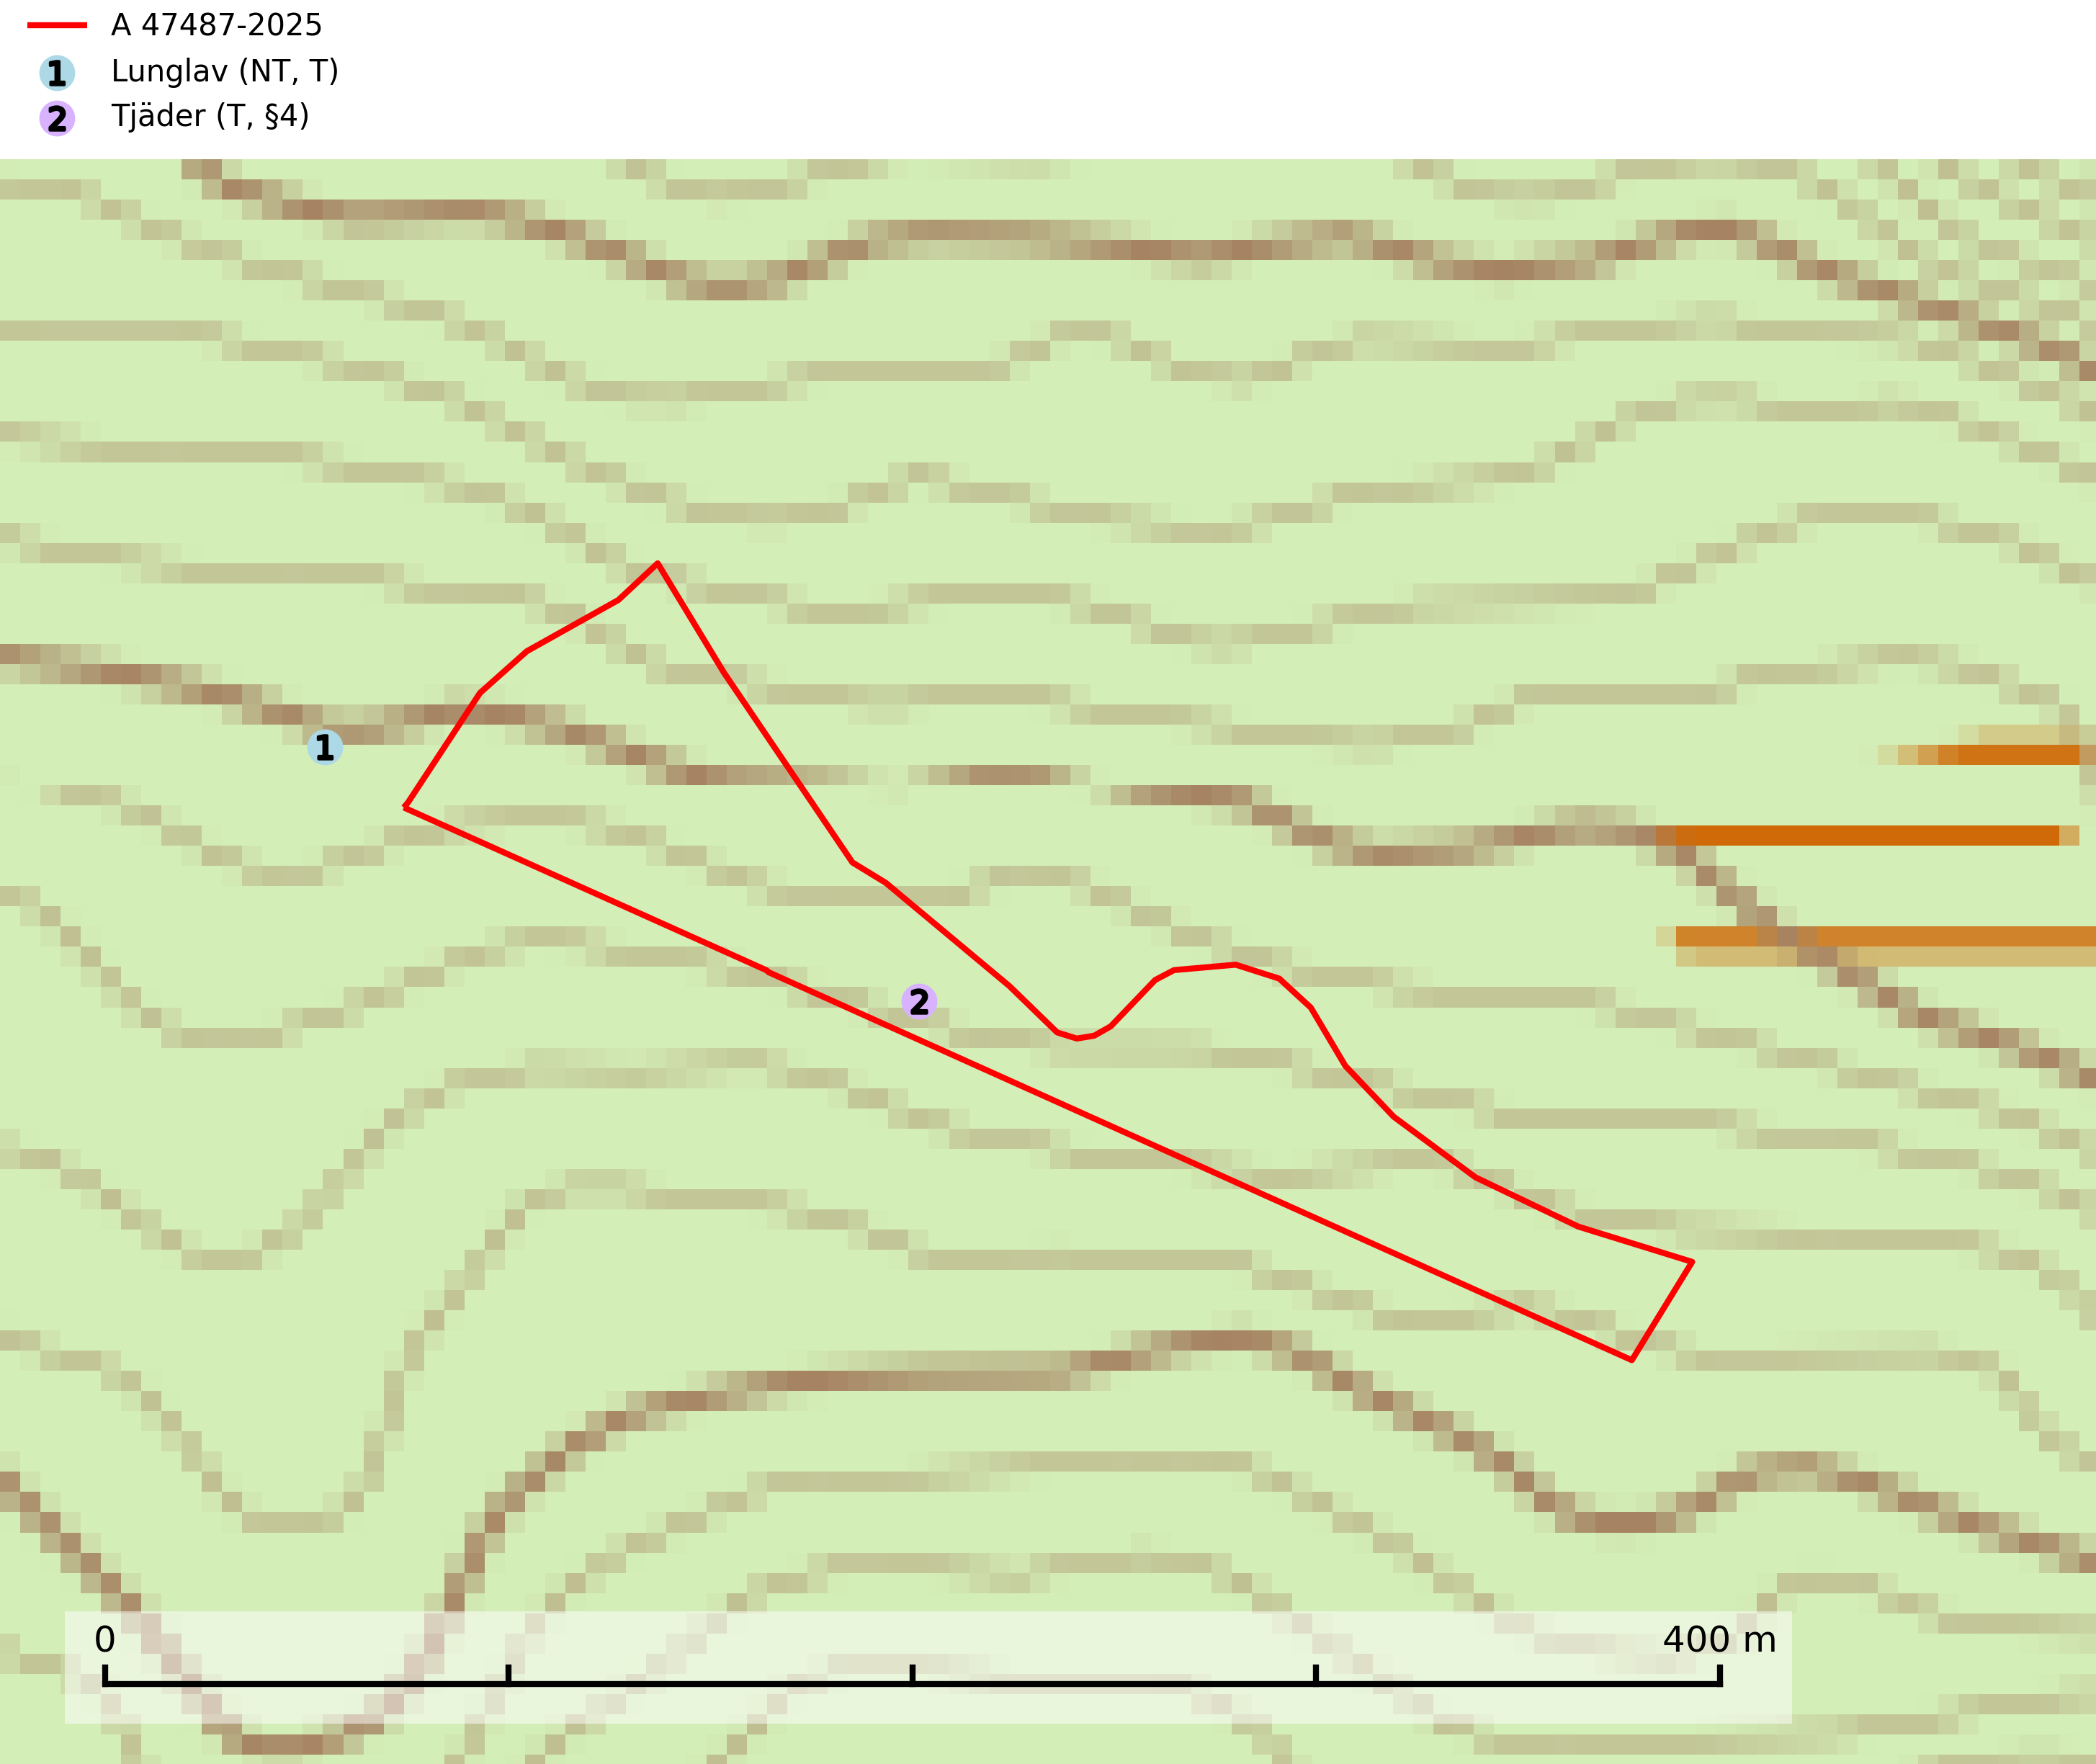 A 47487-2025
1 Lunglav (NT, T)
2 Tjäder (T, §4)
1
2
0 400 m